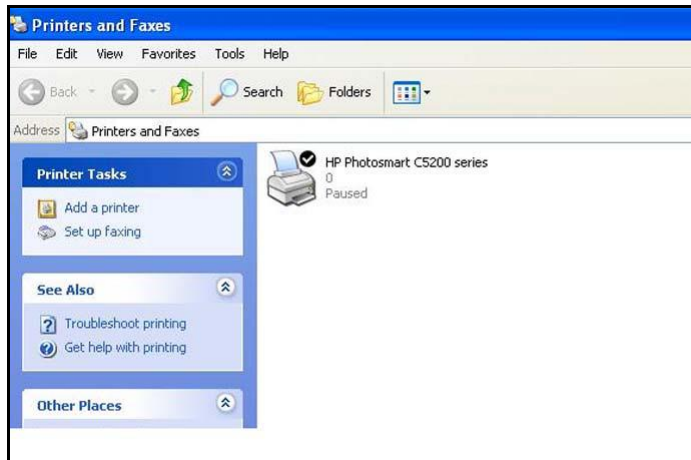 Printers and Faxes
File Edit View Favorites Tools Help
Back Search Folders
Address Printers and Faxes
Printer Tasks
Add a printer
Set up faxing
See Also
Troubleshoot printing
Get help with printing
Other Places
HP Photosmart C5200 series
0
Paused